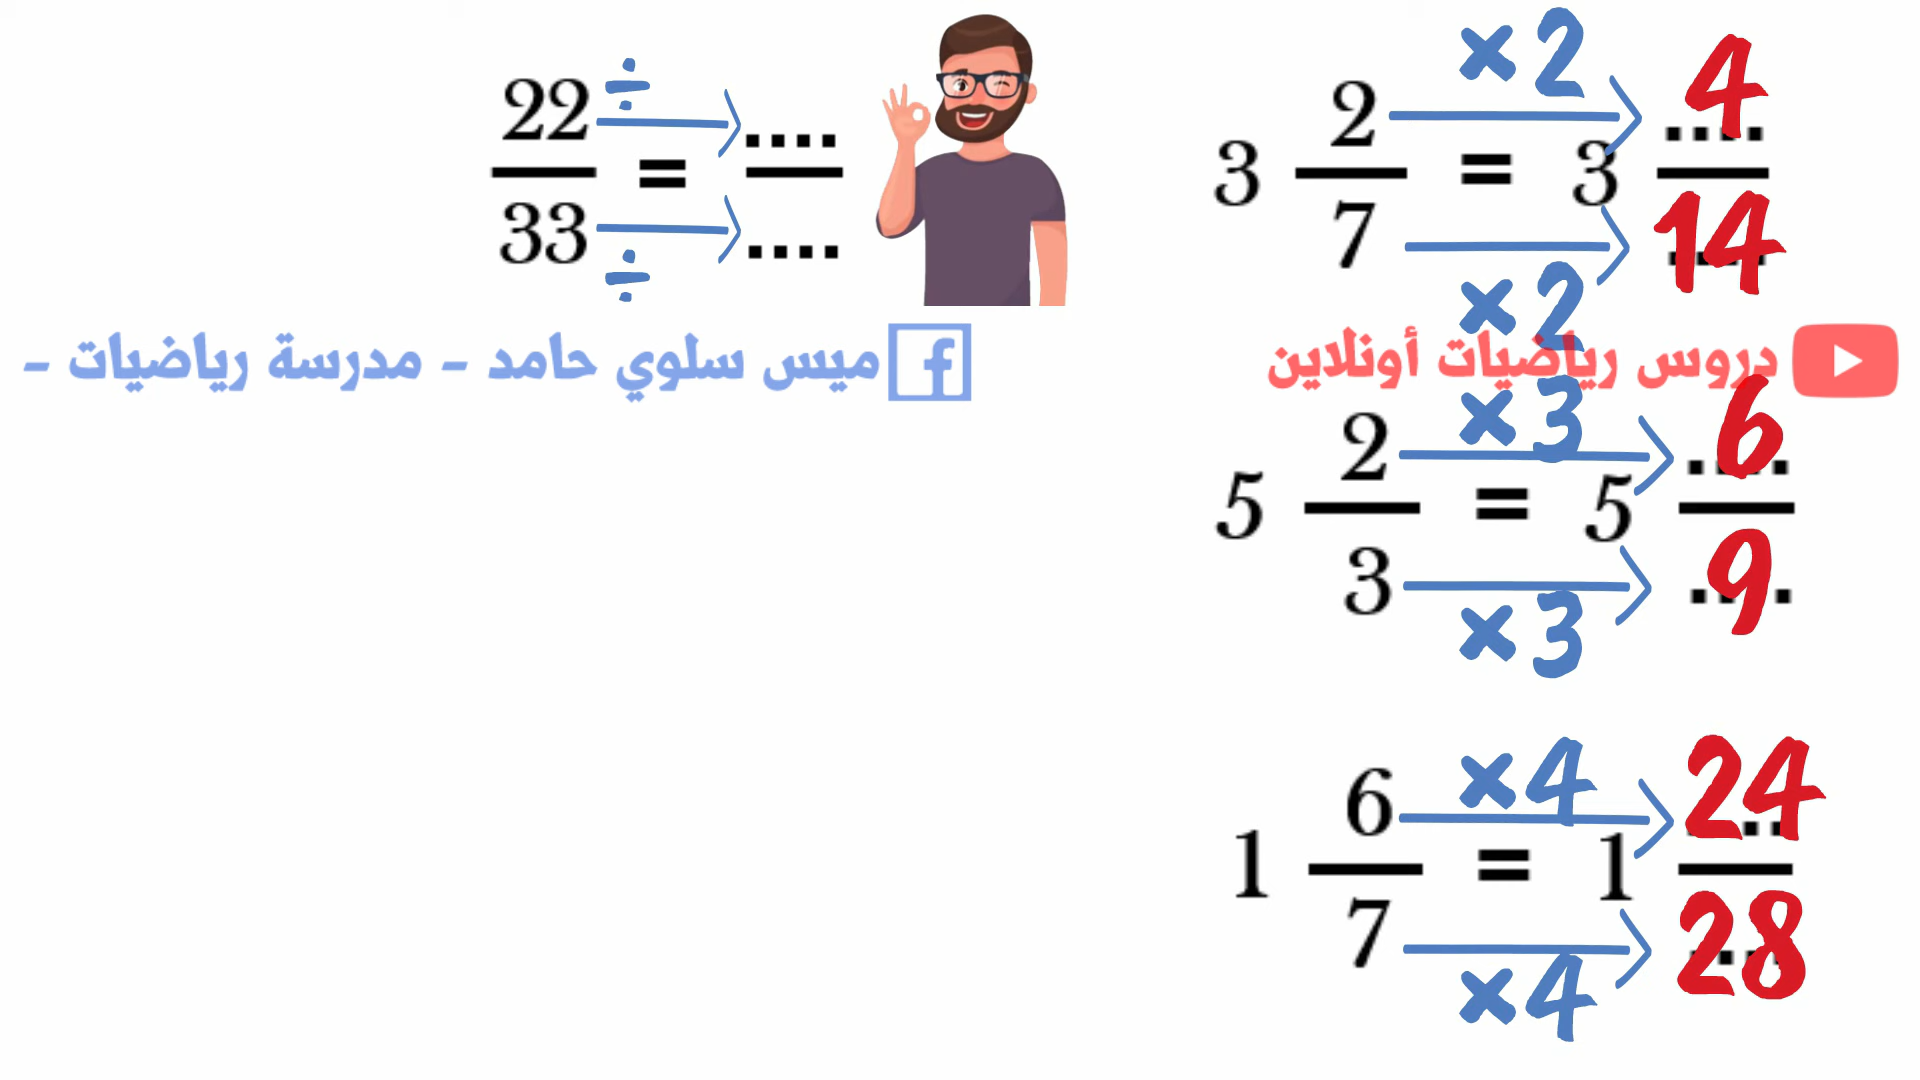 22/33 ÷ ÷ = ..../....
3 2/7 ×2 ×2 = 3 4/14
ميس سلوي حامد - مدرسة رياضيات -
دروس رياضيات أونلاين
5 2/3 ×3 ×3 = 5 6/9
1 6/7 ×4 ×4 = 1 24/28